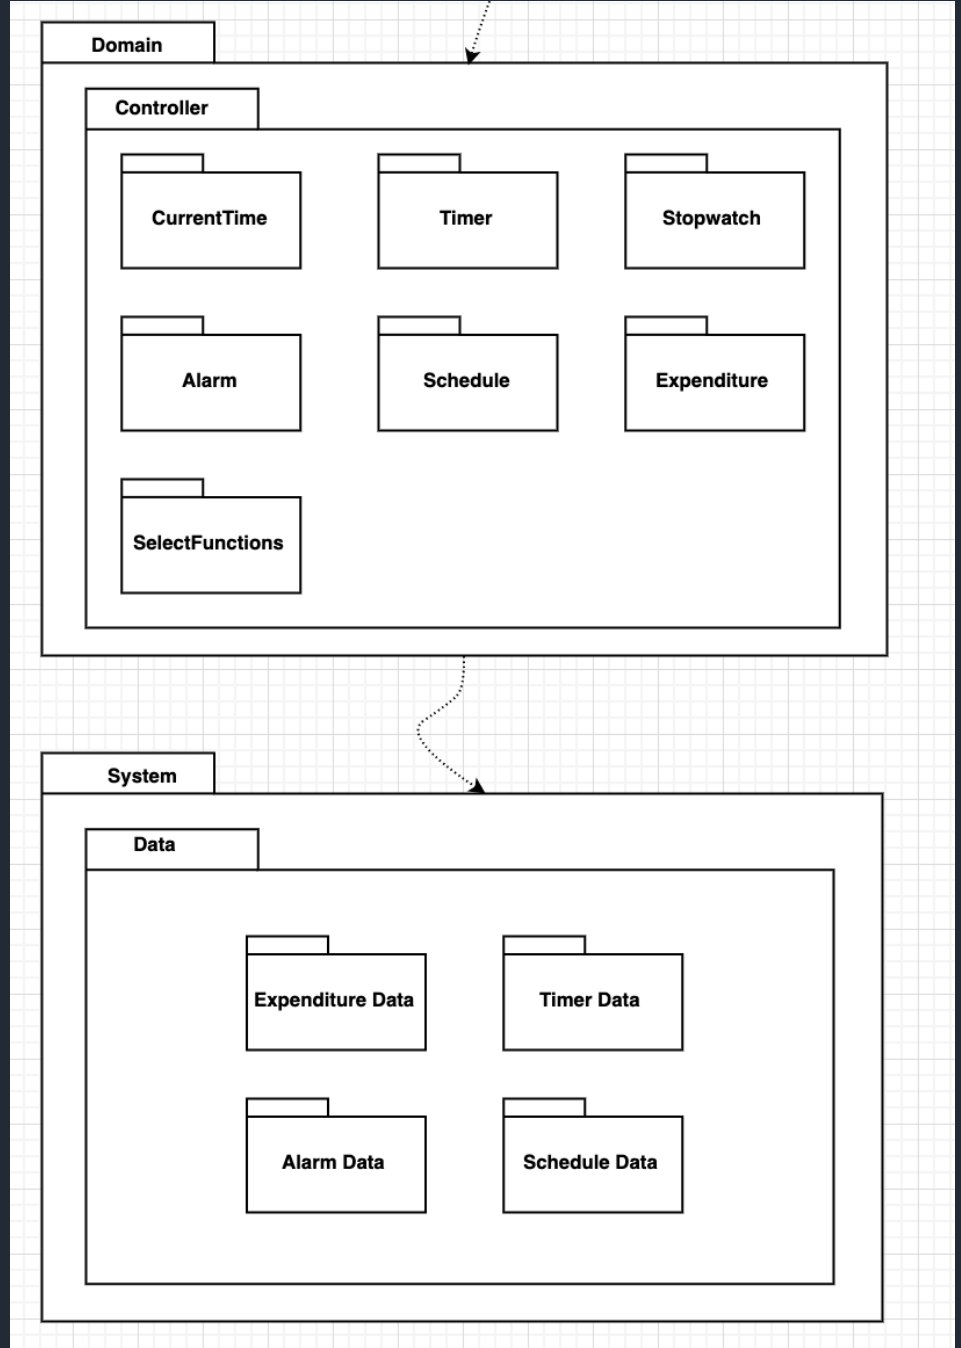 Domain
Controller
CurrentTime
Timer
Stopwatch
Alarm
Schedule
Expenditure
SelectFunctions
System
Data
Expenditure Data
Timer Data
Alarm Data
Schedule Data